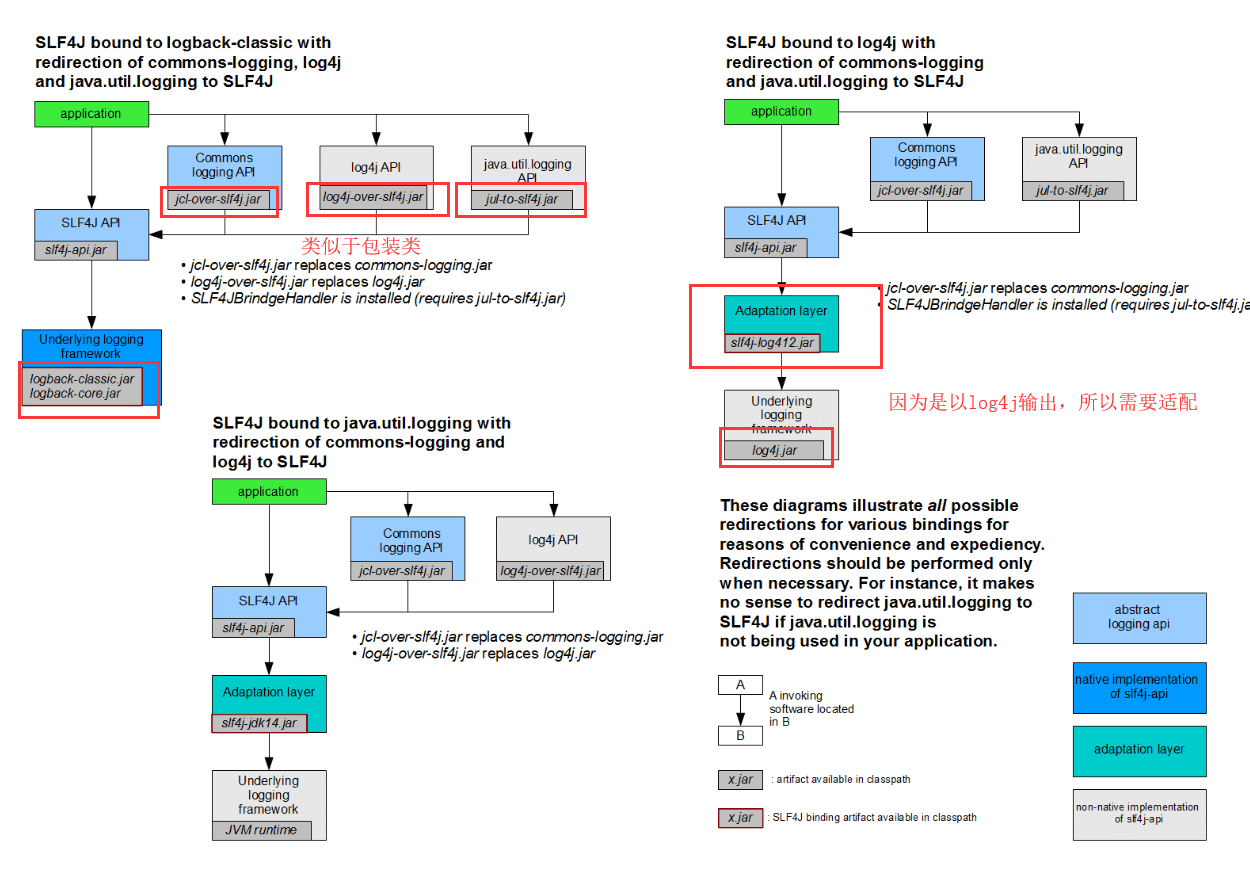 SLF4J bound to logback-classic with
redirection of commons-logging, log4j
and java.util.logging to SLF4J
application
Commons
logging API
jcl-over-slf4j.jar
log4j API
log4j-over-slf4j.jar
java.util.logging
API
jul-to-slf4j.jar
SLF4J API
slf4j-api.jar
类似于包装类
• jcl-over-slf4j.jar replaces commons-logging.jar
• log4j-over-slf4j.jar replaces log4j.jar
• SLF4JBrindgeHandler is installed (requires jul-to-slf4j.jar)
Underlying logging
framework
logback-classic.jar
logback-core.jar
SLF4J bound to log4j with
redirection of commons-logging
and java.util.logging to SLF4J
application
Commons
logging API
jcl-over-slf4j.jar
java.util.logging
API
jul-to-slf4j.jar
SLF4J API
slf4j-api.jar
• jcl-over-slf4j.jar replaces commons-logging.jar
• SLF4JBrindgeHandler is installed (requires jul-to-slf4j.ja
Adaptation layer
slf4j-log412.jar
因为是以log4j输出，所以需要适配
Underlying
logging
framework
log4j.jar
SLF4J bound to java.util.logging with
redirection of commons-logging and
log4j to SLF4J
application
Commons
logging API
jcl-over-slf4j.jar
log4j API
log4j-over-slf4j.jar
SLF4J API
slf4j-api.jar
• jcl-over-slf4j.jar replaces commons-logging.jar
• log4j-over-slf4j.jar replaces log4j.jar
Adaptation layer
slf4j-jdk14.jar
Underlying
logging
framework
JVM runtime
These diagrams illustrate all possible
redirections for various bindings for
reasons of convenience and expediency.
Redirections should be performed only
when necessary. For instance, it makes
no sense to redirect java.util.logging to
SLF4J if java.util.logging is
not being used in your application.
A
B
A invoking
software located
in B
x.jar : artifact available in classpath
x.jar : SLF4J binding artifact available in classpath
abstract
logging api
native implementation
of slf4j-api
adaptation layer
non-native implementation
of slf4j-api